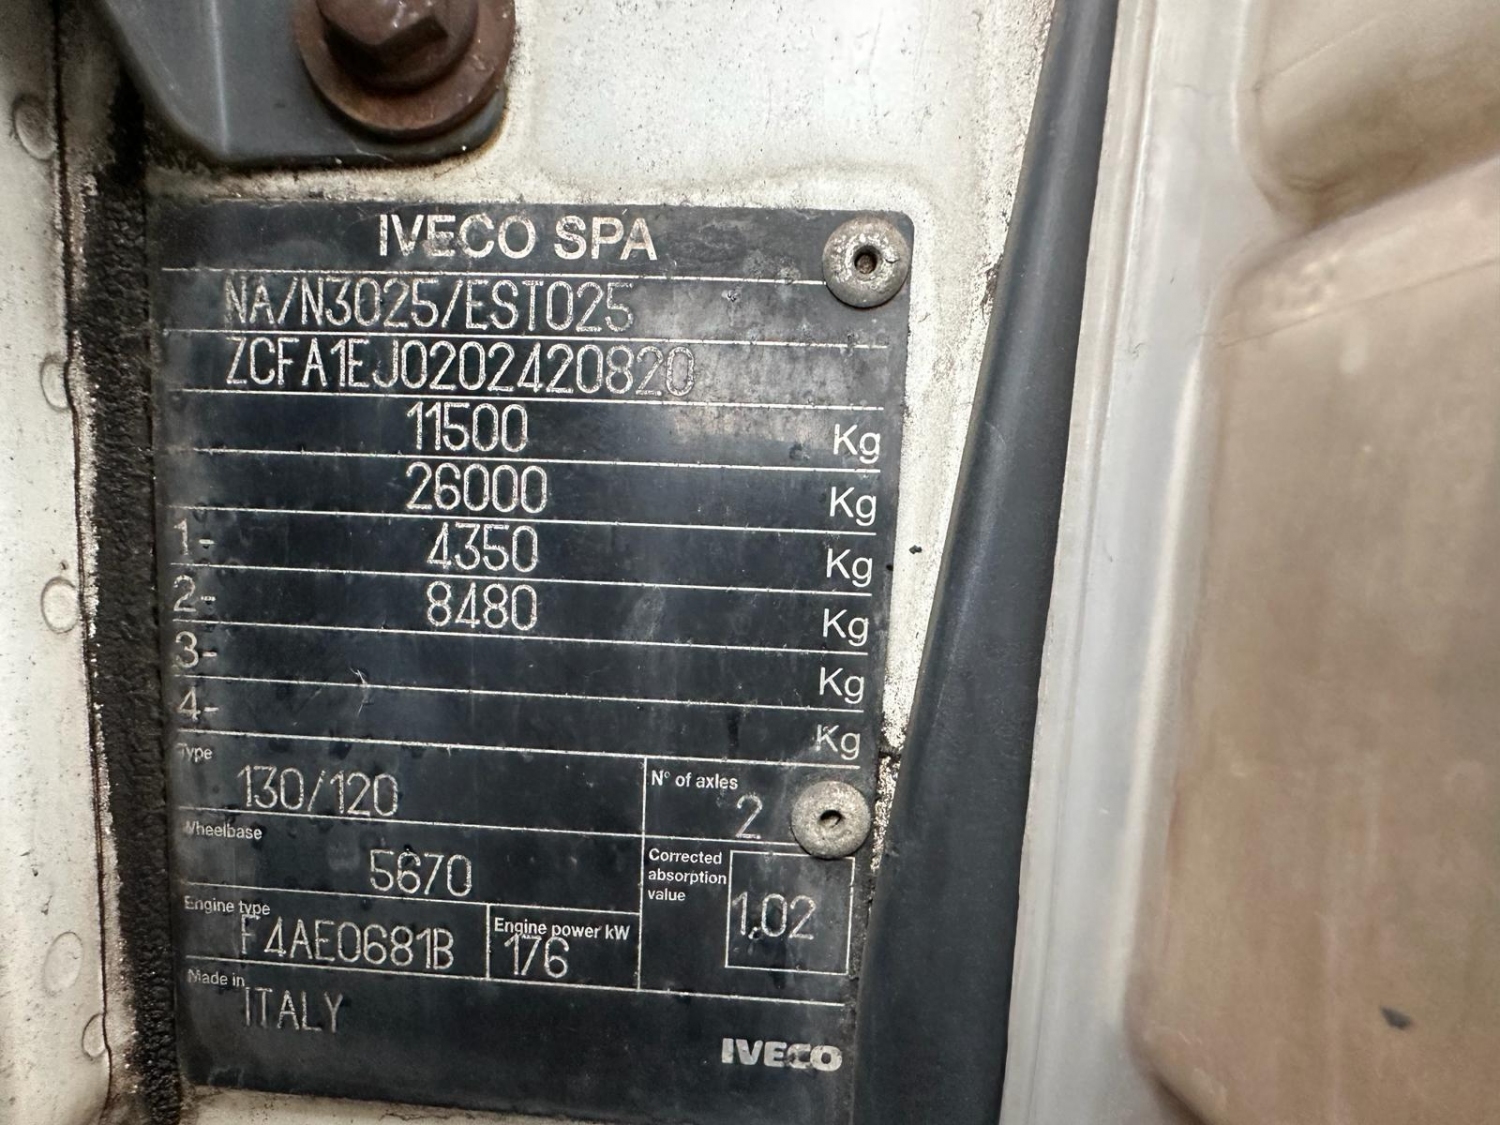 IVECO SPA
NA/N3025/EST025
ZCFA1EJ0202420820
11500 Kg
26000 Kg
1- 4350 Kg
2- 8480 Kg
3- Kg
4- Kg
Type
130/120
N° of axles
2
Wheelbase
5670
Corrected
absorption
value
1.02
Engine type
F4AE0681B
Engine power kW
176
Made in
ITALY
IVECO